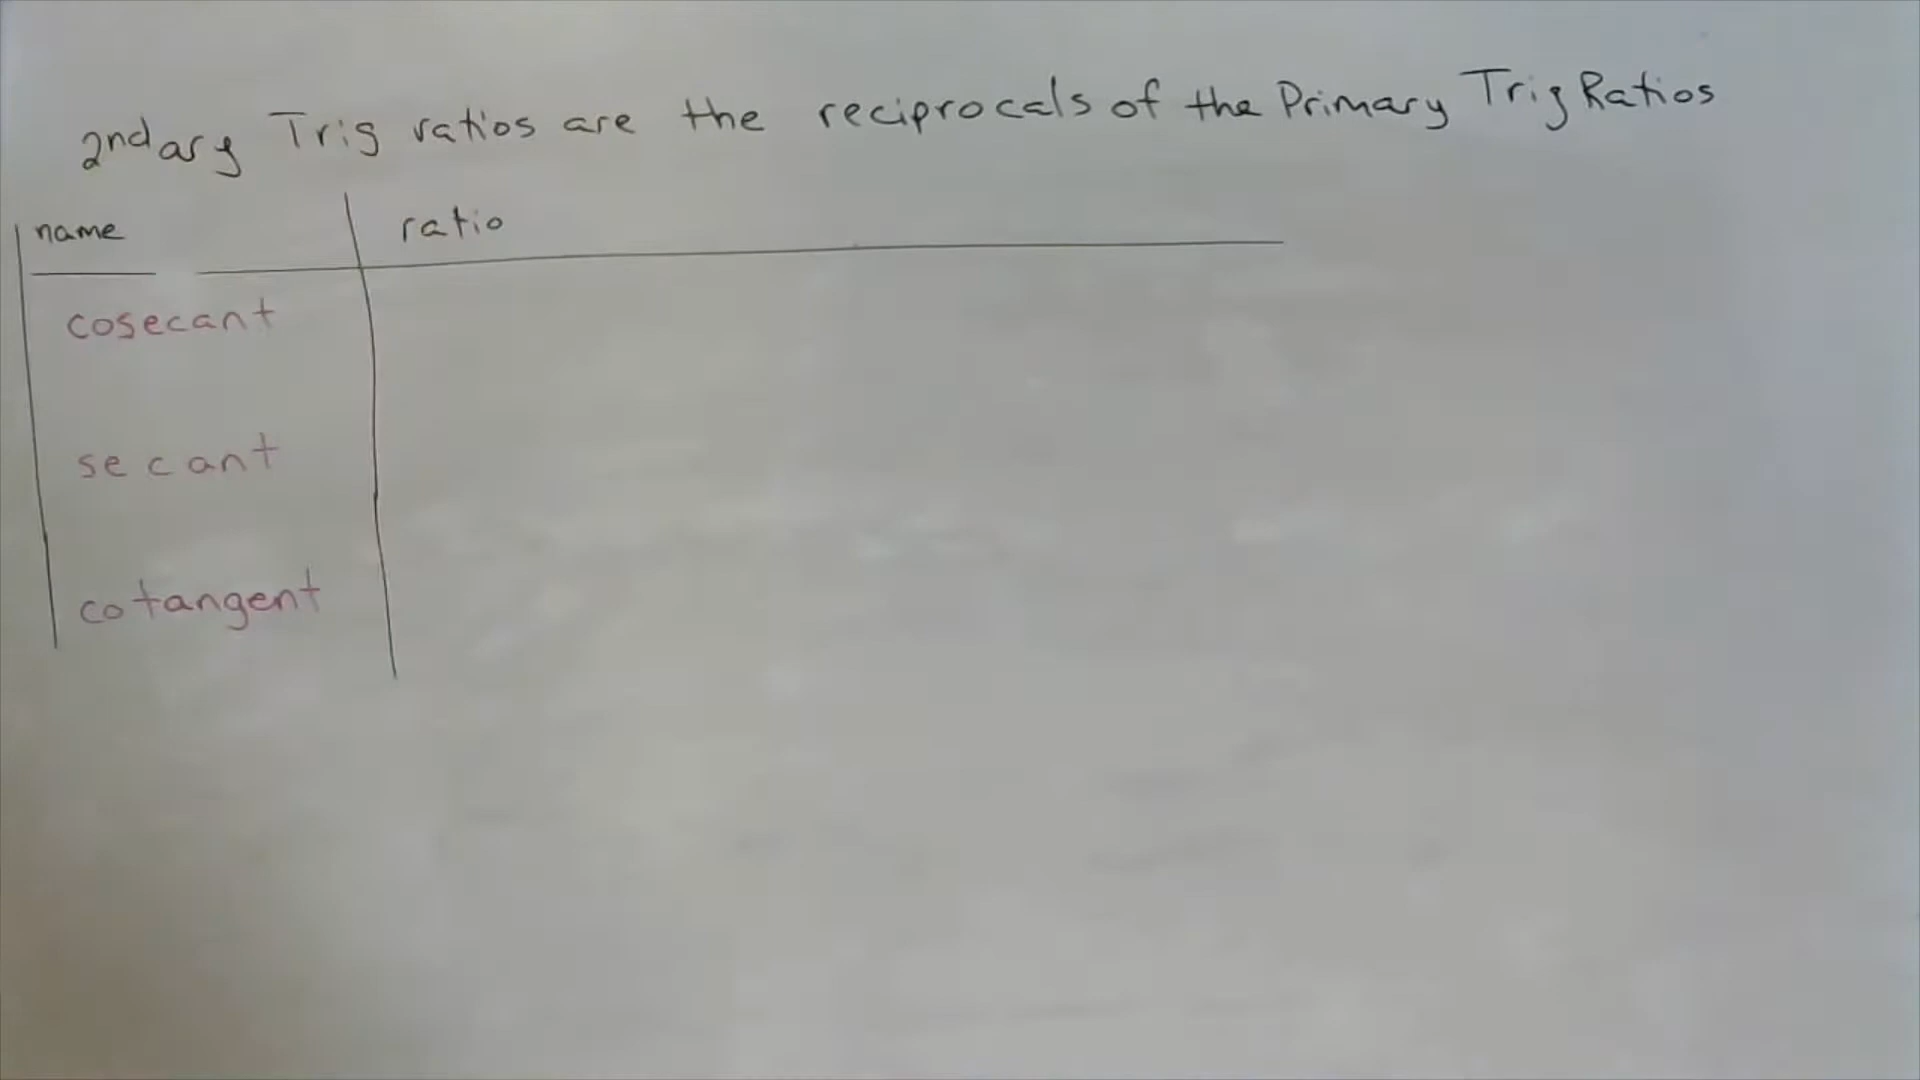 2ndary Trig ratios are the reciprocals of the Primary Trig Ratios
name ratio
cosecant
secant
cotangent